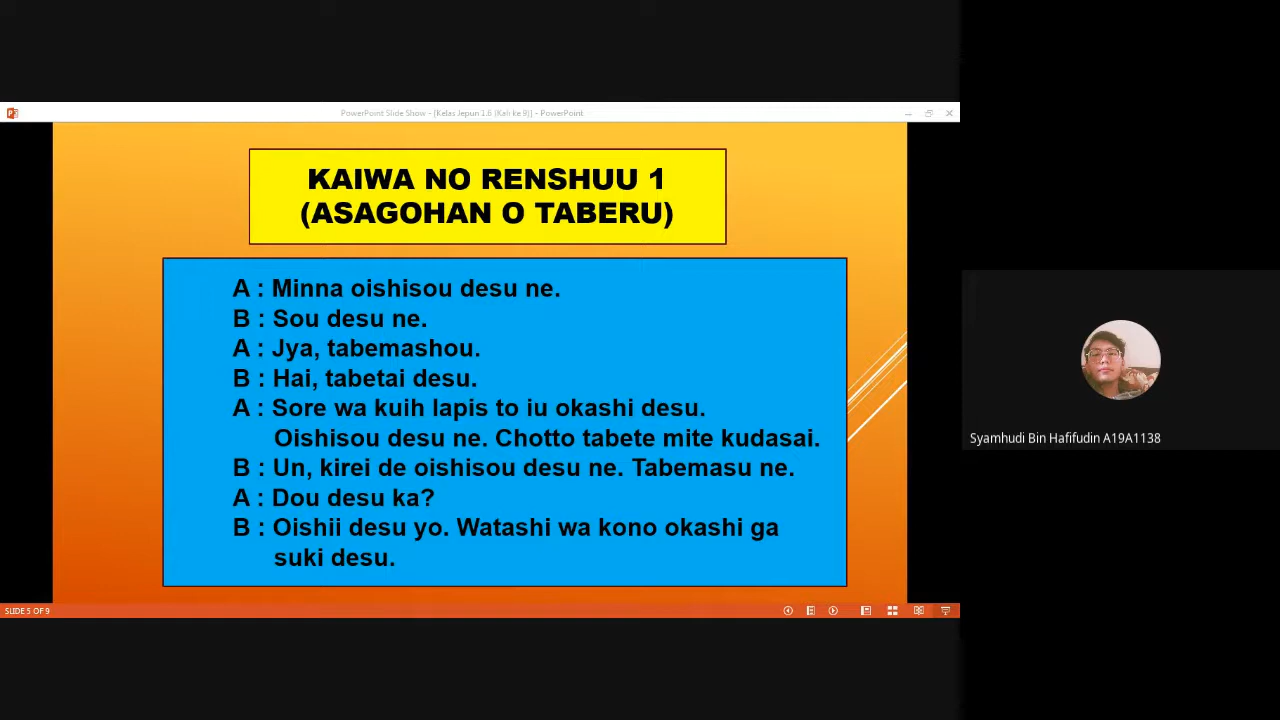 PowerPoint Slide Show - [Kelas Jepun 1.6 (Kali ke 9)] - PowerPoint
KAIWA NO RENSHUU 1
(ASAGOHAN O TABERU)
A : Minna oishisou desu ne.
B : Sou desu ne.
A : Jya, tabemashou.
B : Hai, tabetai desu.
A : Sore wa kuih lapis to iu okashi desu.
Oishisou desu ne. Chotto tabete mite kudasai.
B : Un, kirei de oishisou desu ne. Tabemasu ne.
A : Dou desu ka?
B : Oishii desu yo. Watashi wa kono okashi ga
suki desu.
SLIDE 5 OF 9
Syamhudi Bin Hafifudin A19A1138